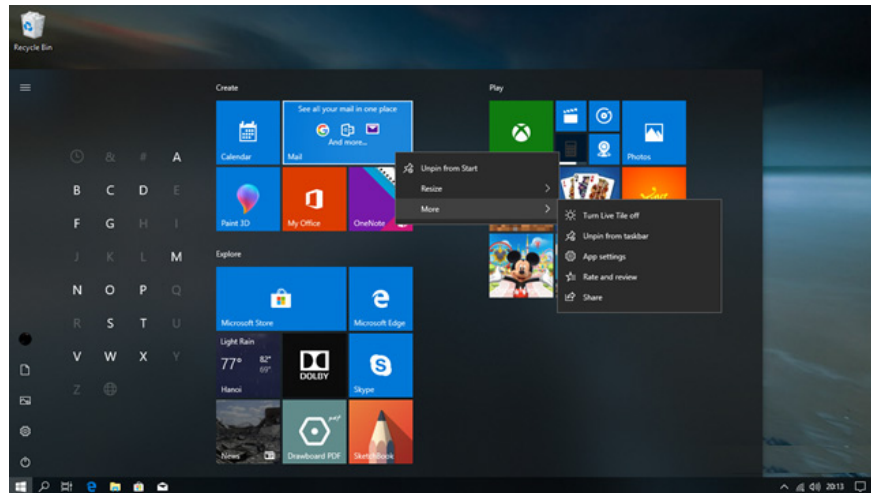 Recycle Bin
Create
Play
See all your mail in one place
And more...
Calendar
Mail
Photos
Unpin from Start
Resize
More
Paint 3D
My Office
OneNote
Turn Live Tile off
Unpin from taskbar
App settings
Rate and review
Share
& # A
B C D E
F G H I
J K L M
N O P Q
R S T U
V W X Y
Z
Explore
Microsoft Store
Microsoft Edge
Light Rain
77° 82°
69°
Hanoi
DOLBY
Skype
News
Drawboard PDF
SketchBook
20:13